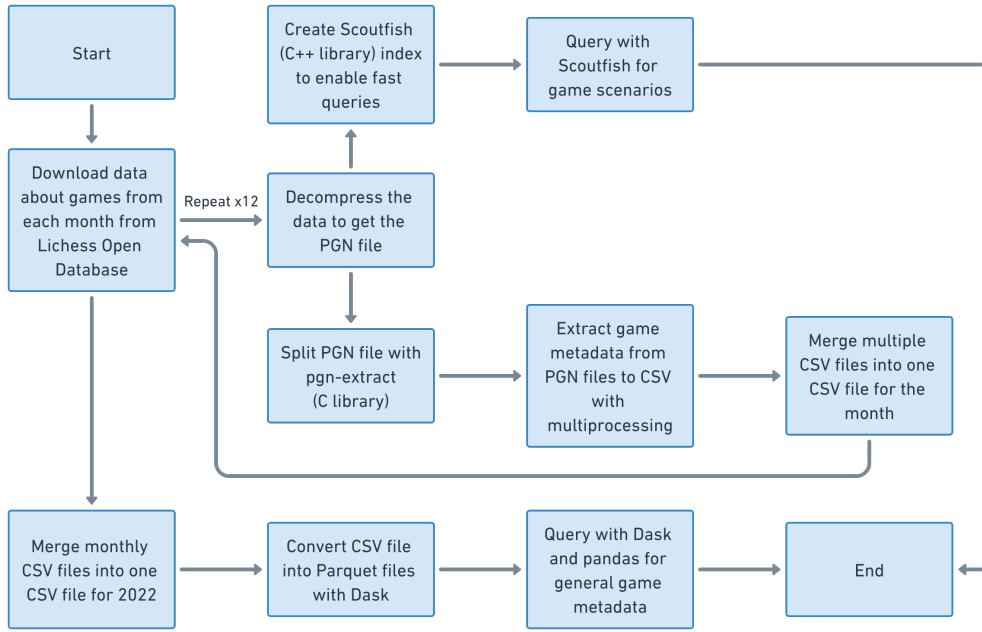 Start
Create Scoutfish
(C++ library) index
to enable fast
queries
Query with
Scoutfish for
game scenarios
Download data
about games from
each month from
Lichess Open
Database
Repeat x12
Decompress the
data to get the
PGN file
Split PGN file with
pgn-extract
(C library)
Extract game
metadata from
PGN files to CSV
with
multiprocessing
Merge multiple
CSV files into one
CSV file for the
month
Merge monthly
CSV files into one
CSV file for 2022
Convert CSV file
into Parquet files
with Dask
Query with Dask
and pandas for
general game
metadata
End